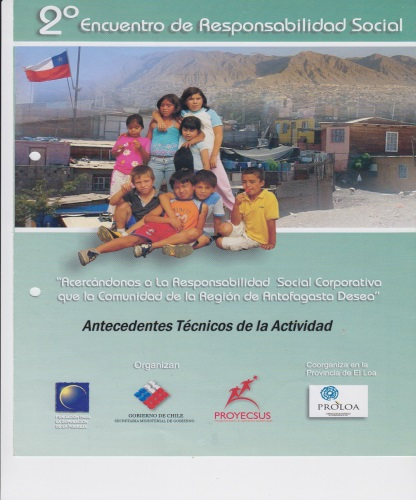 2º Encuentro de Responsabilidad Social
"Acercándonos a La Responsabilidad Social Corporativa
que la Comunidad de la Región de Antofagasta Desea"
Antecedentes Técnicos de la Actividad
Organizan
Coorganiza en la
Provincia de El Loa
GOBIERNO DE CHILE
SECRETARIA MINISTERIAL DE GOBIERNO
PROYECSUS
PROLOA